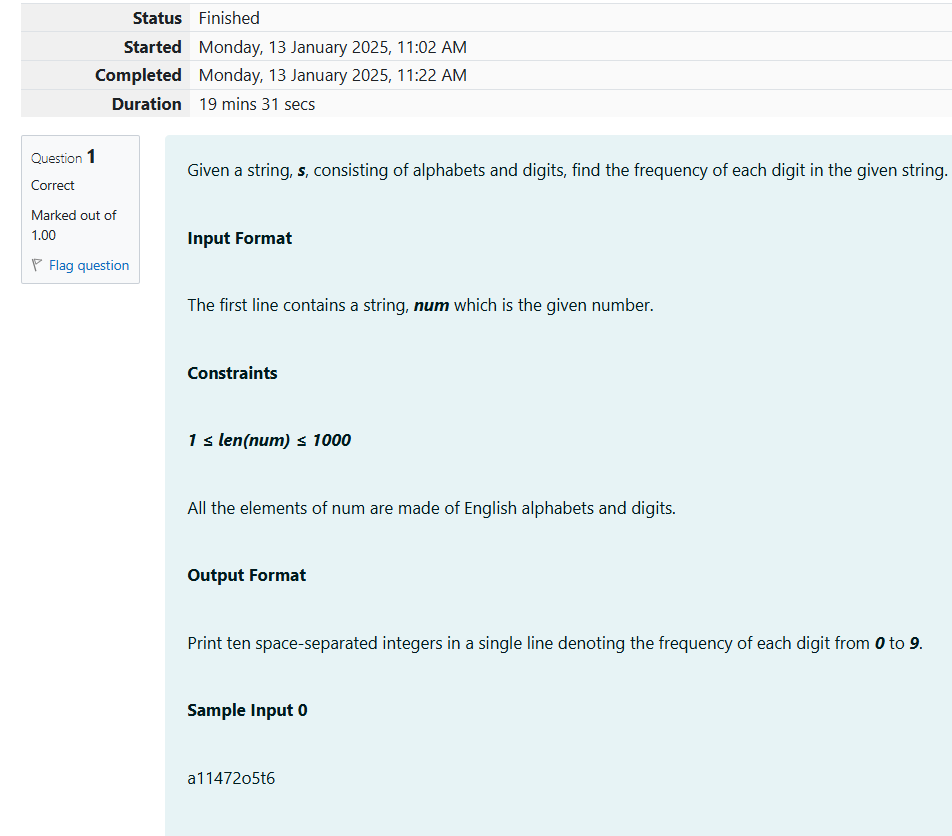 Status Finished
Started Monday, 13 January 2025, 11:02 AM
Completed Monday, 13 January 2025, 11:22 AM
Duration 19 mins 31 secs
Question 1
Correct
Marked out of
1.00
Flag question
Given a string, s, consisting of alphabets and digits, find the frequency of each digit in the given string.
Input Format
The first line contains a string, num which is the given number.
Constraints
1 ≤ len(num) ≤ 1000
All the elements of num are made of English alphabets and digits.
Output Format
Print ten space-separated integers in a single line denoting the frequency of each digit from 0 to 9.
Sample Input 0
a11472o5t6